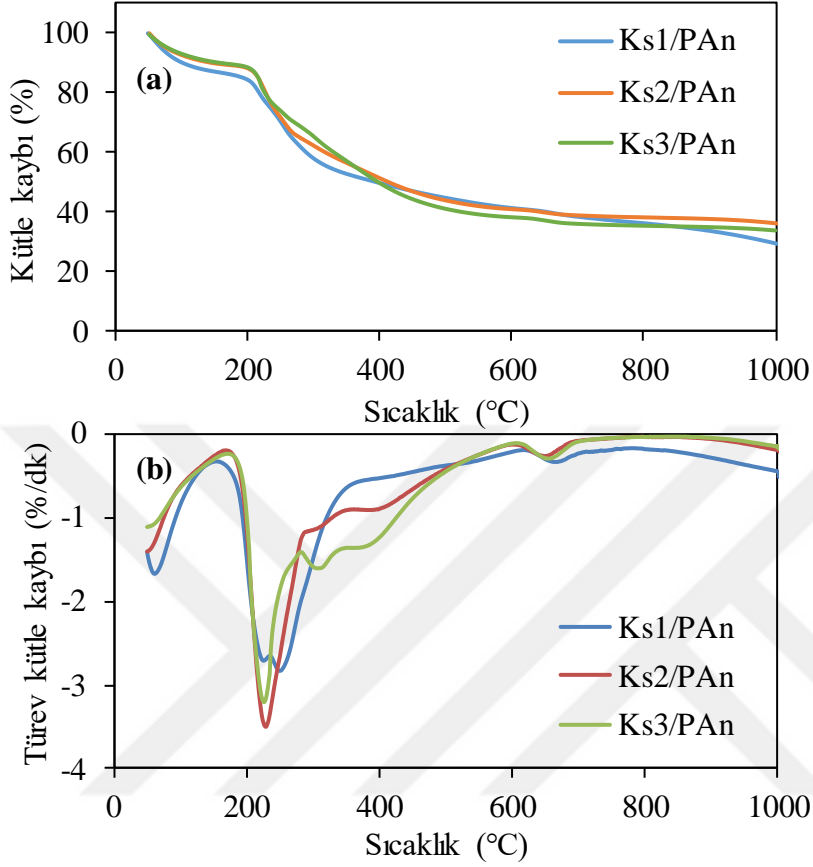 (a)
Kütle kaybı (%)
100
80
60
40
20
0
Ks1/PAn
Ks2/PAn
Ks3/PAn
0 200 400 600 800 1000
Sıcaklık (°C)
(b)
Türev kütle kaybı (%/dk)
0
-1
-2
-3
-4
Ks1/PAn
Ks2/PAn
Ks3/PAn
0 200 400 600 800 1000
Sıcaklık (°C)